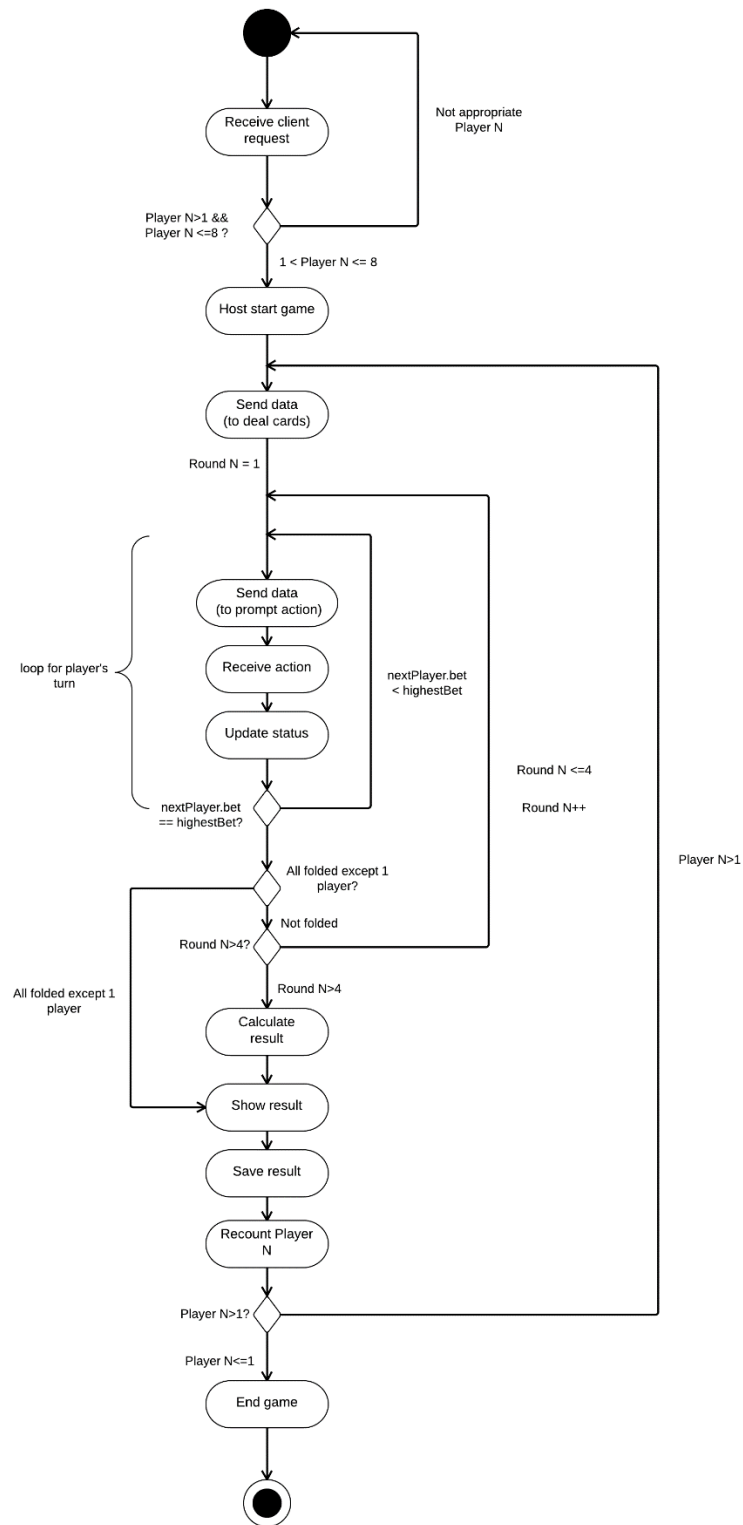 Receive client
request
Not appropriate
Player N
Player N>1 &&
Player N <=8 ?
1 < Player N <= 8
Host start game
Send data
(to deal cards)
Round N = 1
Send data
(to prompt action)
loop for player's
turn
Receive action
nextPlayer.bet
< highestBet
Update status
Round N <=4
Round N++
nextPlayer.bet
== highestBet?
Player N>1
All folded except 1
player?
Not folded
Round N>4?
All folded except 1
player
Round N>4
Calculate
result
Show result
Save result
Recount Player
N
Player N>1?
Player N<=1
End game